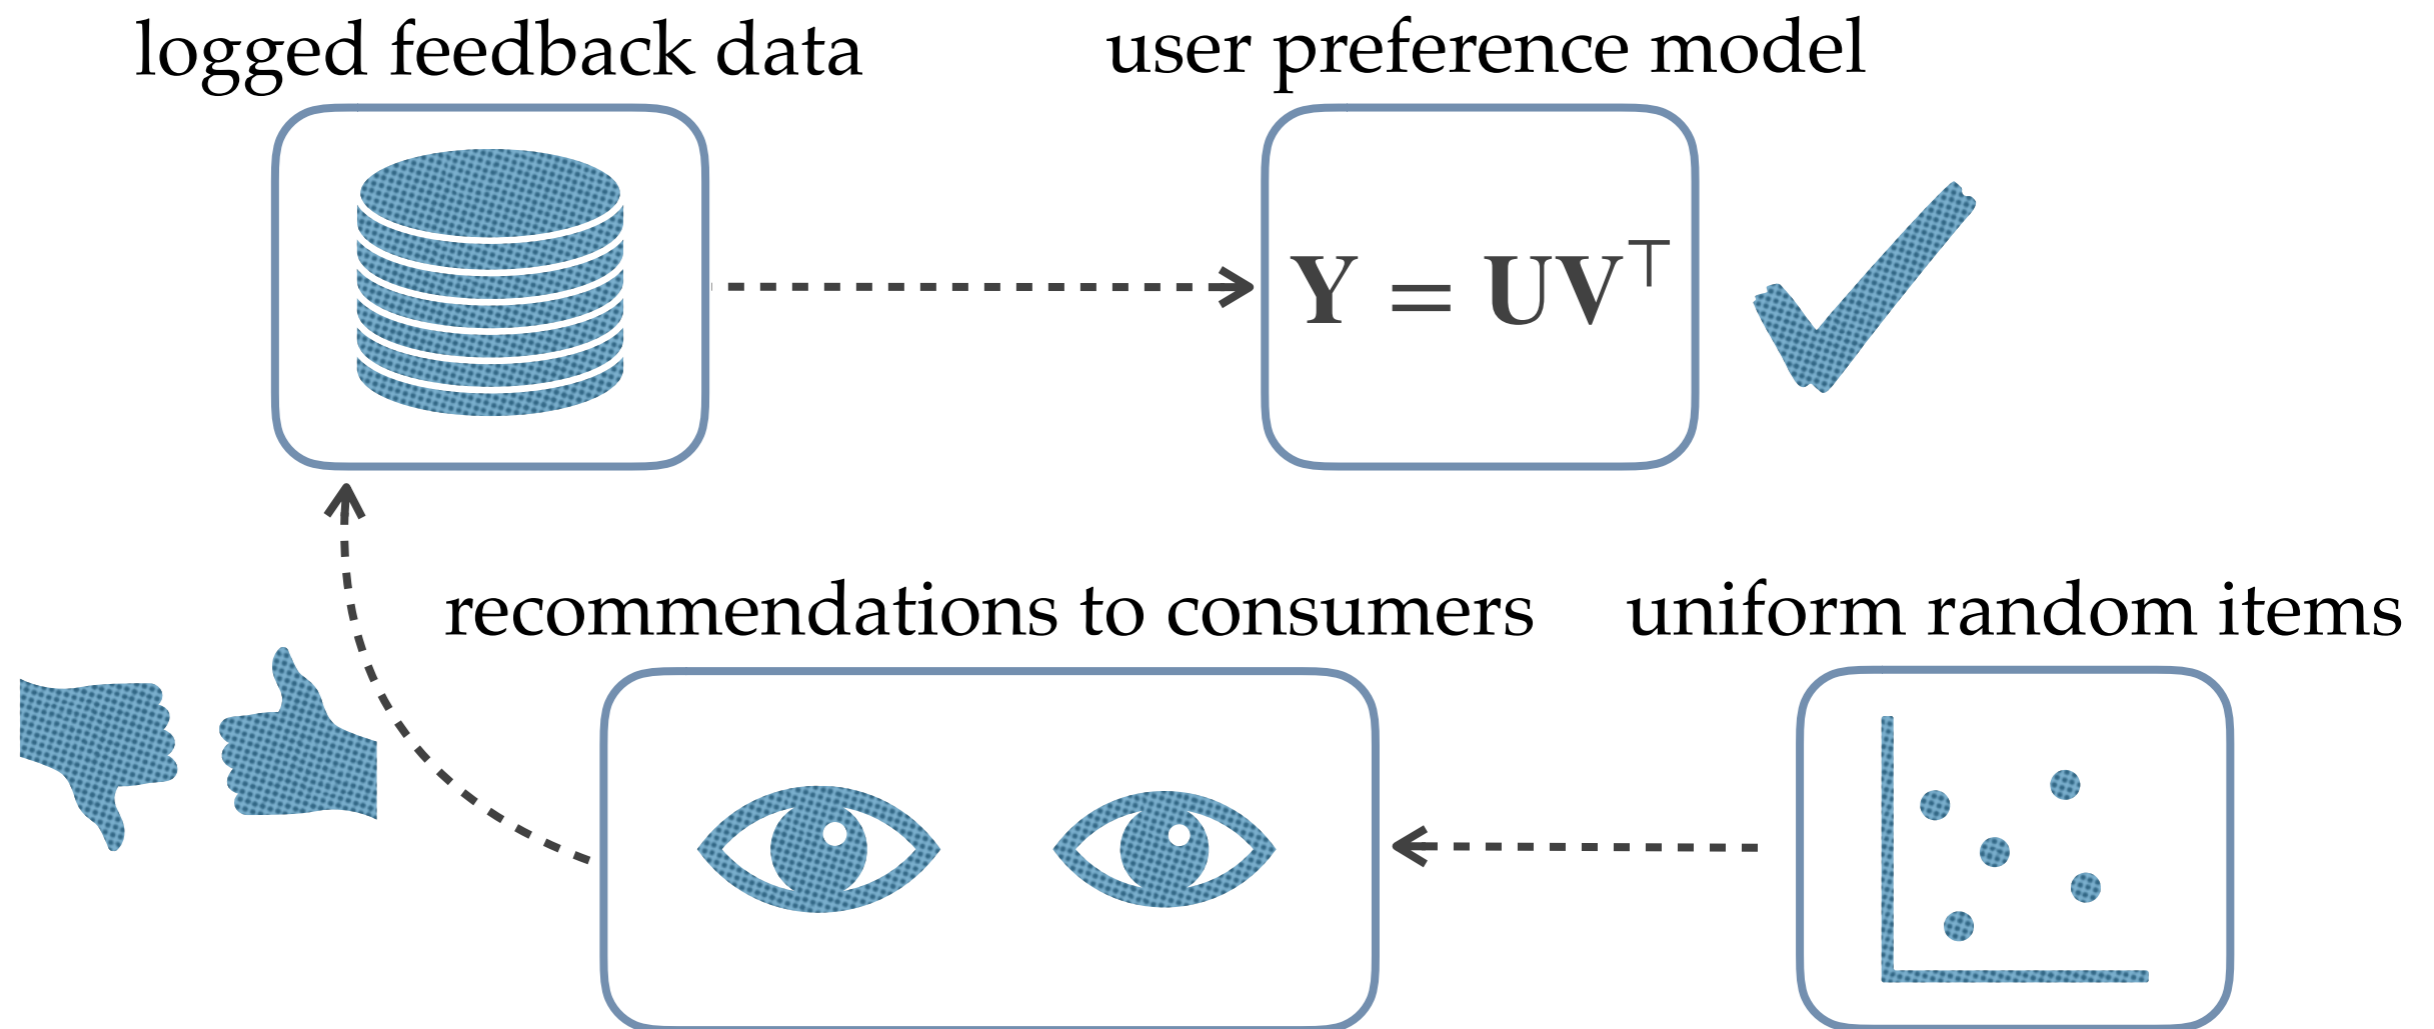 logged feedback data
user preference model
Y = UV⊤
recommendations to consumers
uniform random items